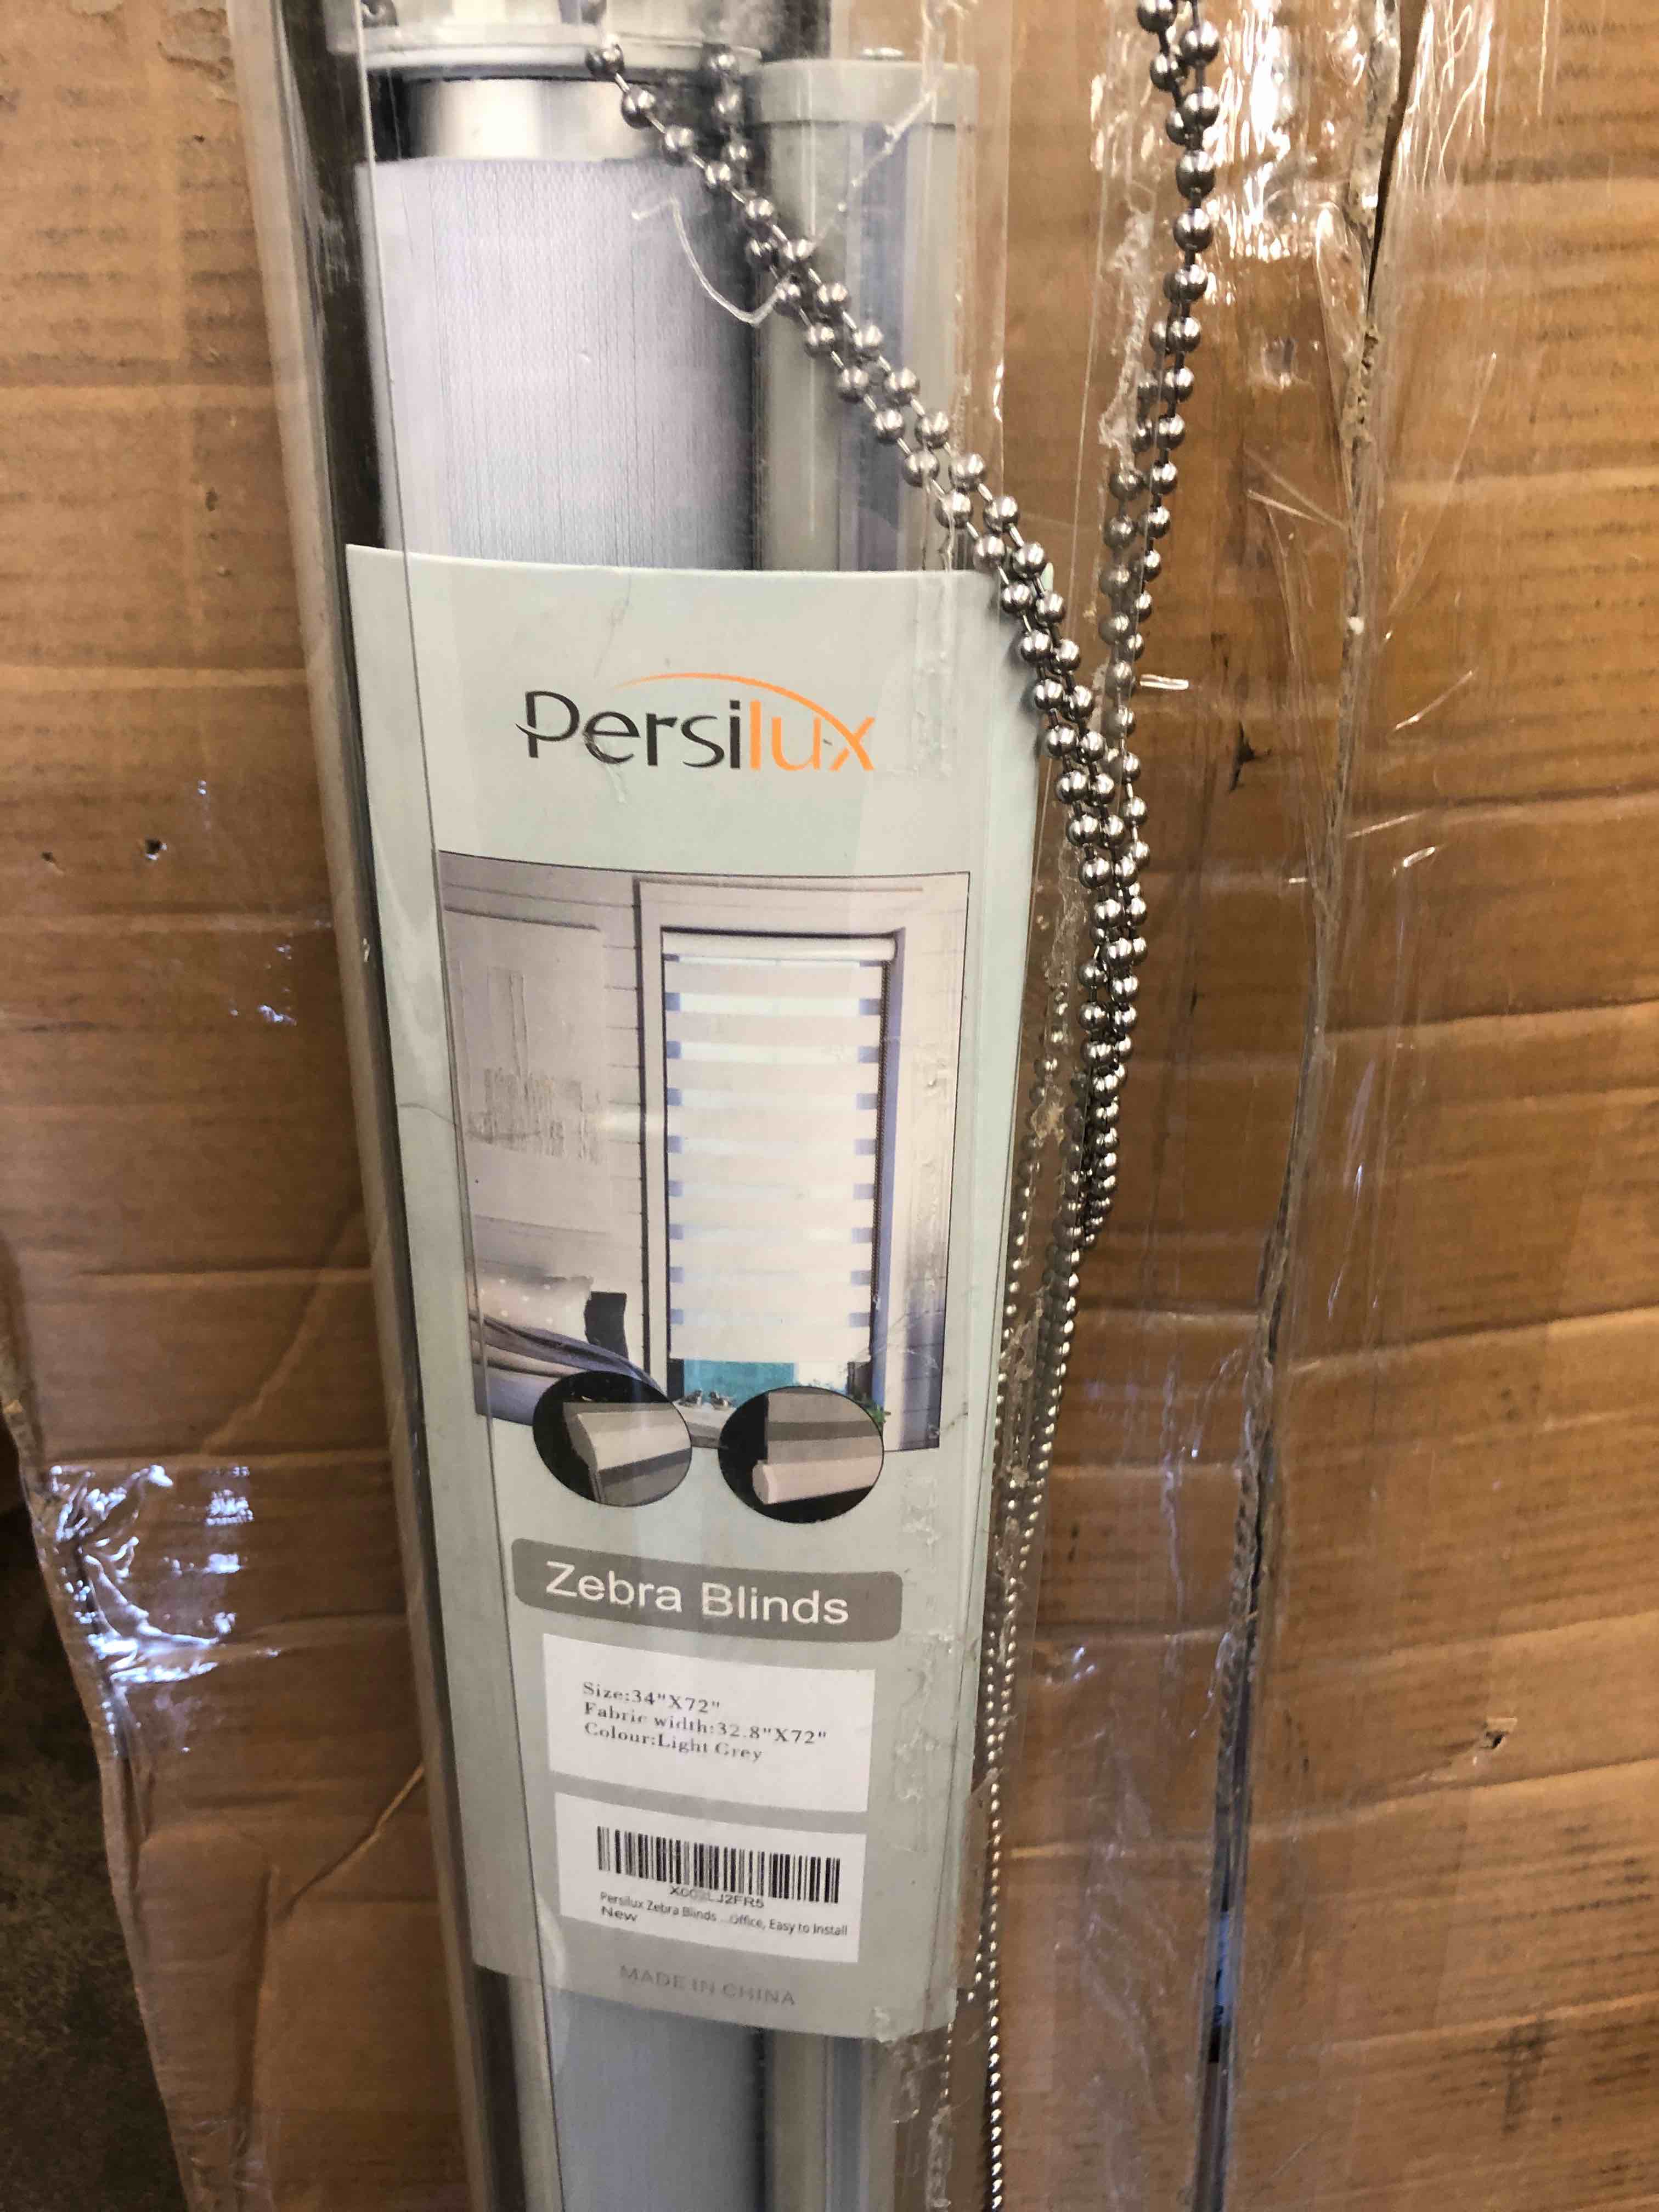 Persilux
Zebra Blinds
Size:34"X72"
Fabric width:32.8"X72"
Colour:Light Grey
Persilux Zebra Blinds ...Office, Easy to Install
New
MADE IN CHINA